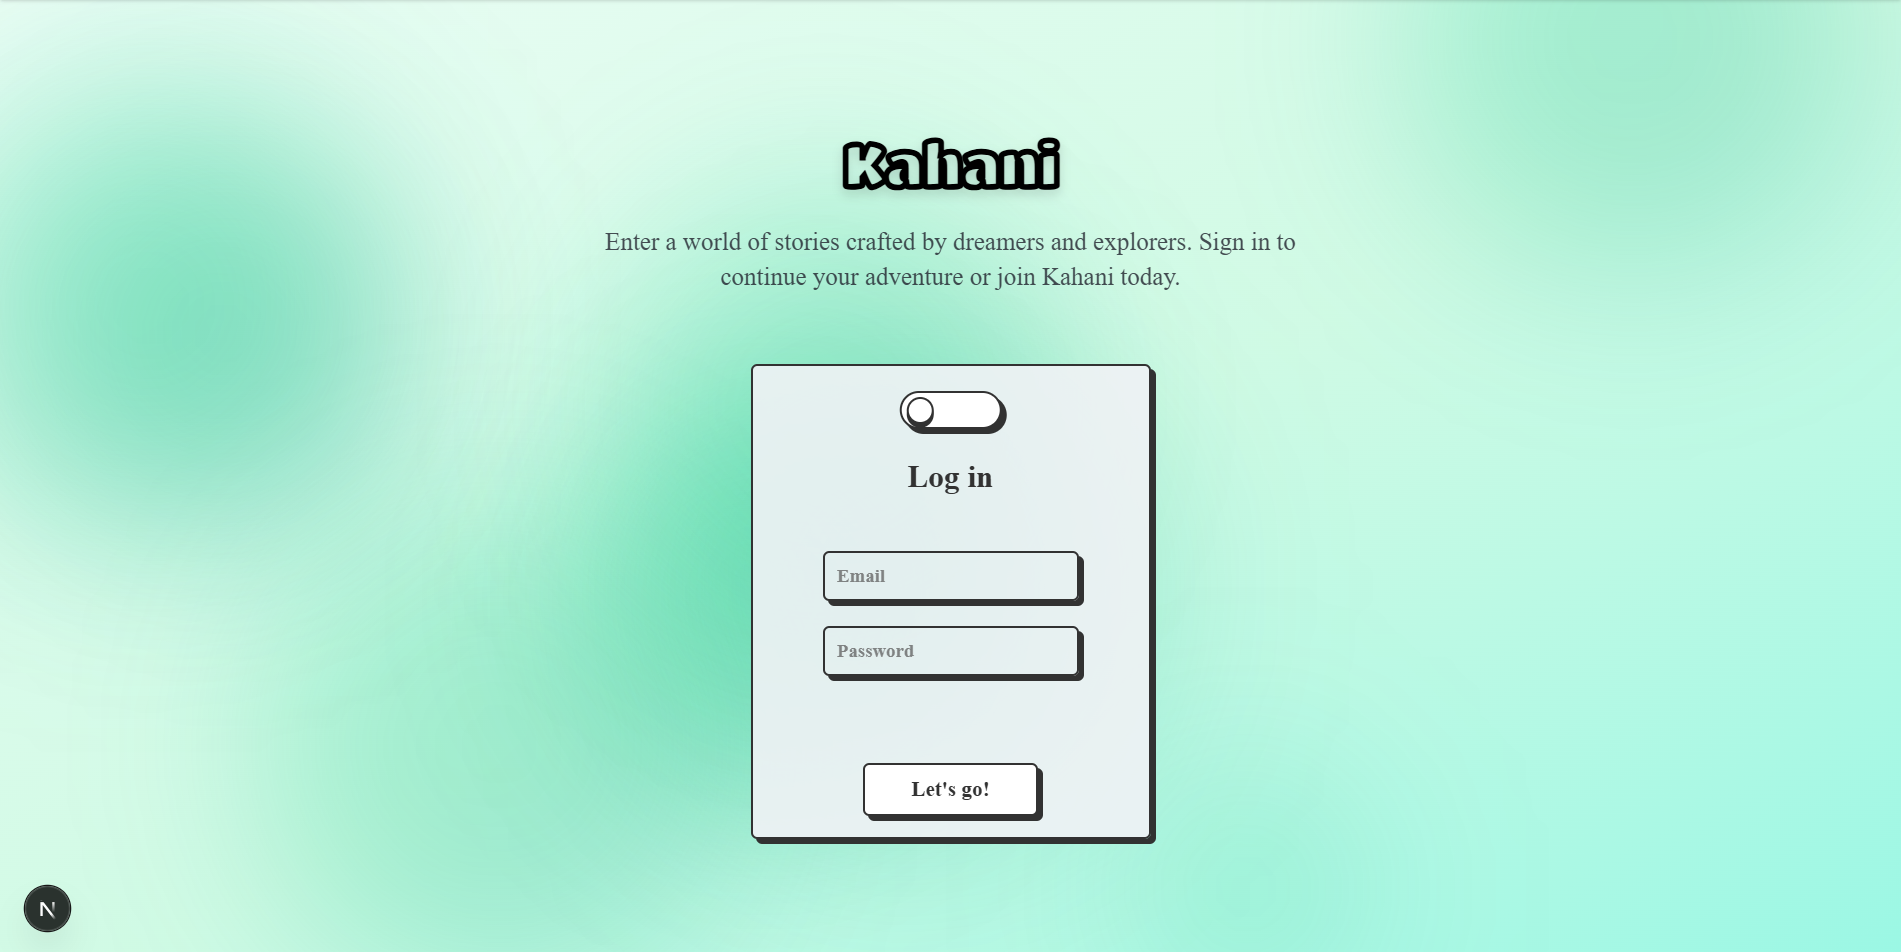 Kahani
Enter a world of stories crafted by dreamers and explorers. Sign in to
continue your adventure or join Kahani today.
Log in
Email
Password
Let's go!
N